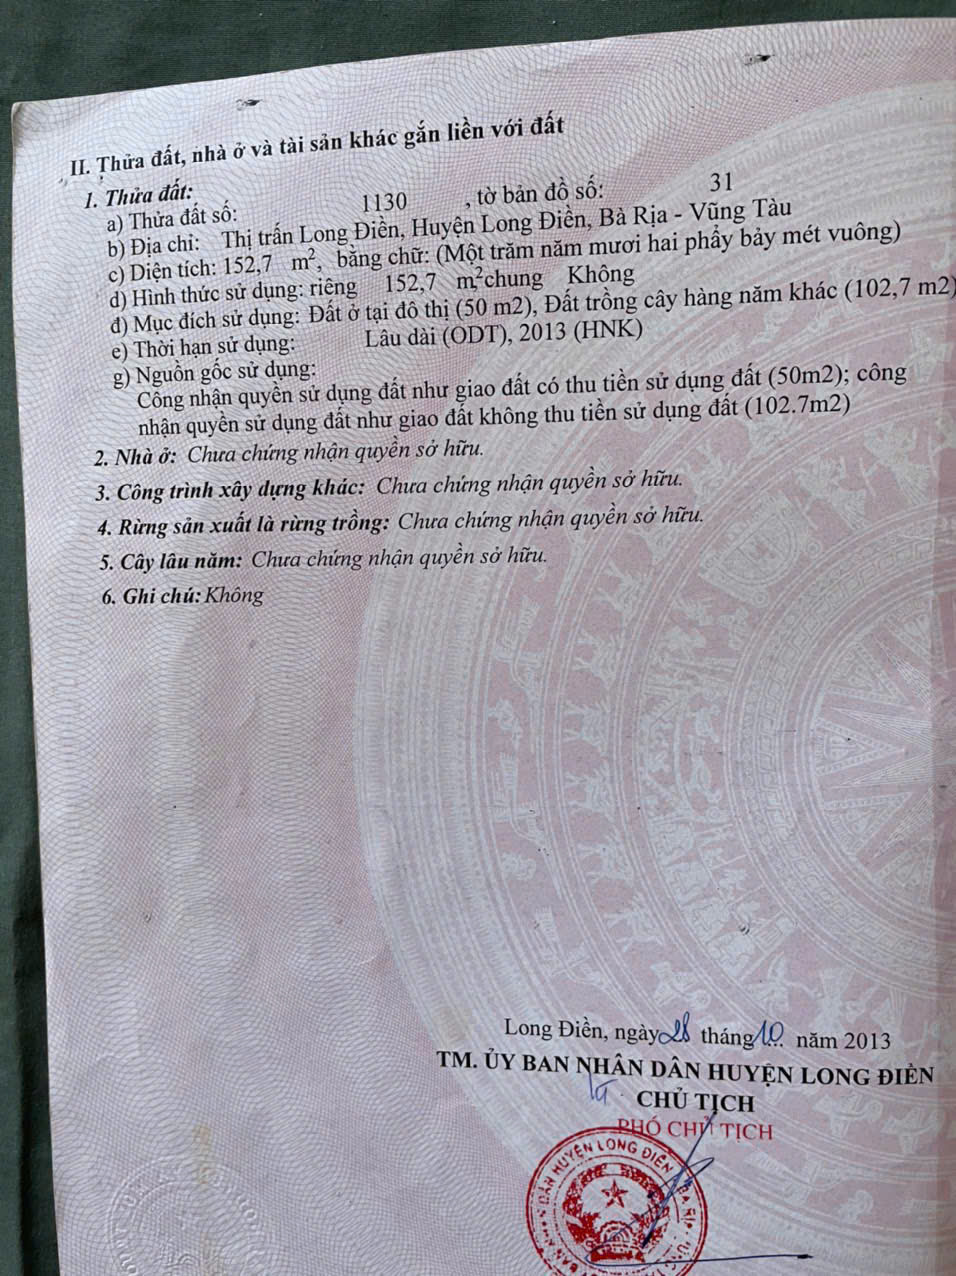 II. Thửa đất, nhà ở và tài sản khác gắn liền với đất
1. Thửa đất:
a) Thửa đất số: 1130 , tờ bản đồ số: 31
b) Địa chỉ: Thị trấn Long Điền, Huyện Long Điền, Bà Rịa - Vũng Tàu
c) Diện tích: 152,7 m², bằng chữ: (Một trăm năm mươi hai phẩy bảy mét vuông)
d) Hình thức sử dụng: riêng 152,7 m², chung Không
đ) Mục đích sử dụng: Đất ở tại đô thị (50 m2), Đất trồng cây hàng năm khác (102,7 m2)
e) Thời hạn sử dụng: Lâu dài (ODT), 2013 (HNK)
g) Nguồn gốc sử dụng:
Công nhận quyền sử dụng đất như giao đất có thu tiền sử dụng đất (50m2); công
nhận quyền sử dụng đất như giao đất không thu tiền sử dụng đất (102.7m2)
2. Nhà ở: Chưa chứng nhận quyền sở hữu.
3. Công trình xây dựng khác: Chưa chứng nhận quyền sở hữu.
4. Rừng sản xuất là rừng trồng: Chưa chứng nhận quyền sở hữu.
5. Cây lâu năm: Chưa chứng nhận quyền sở hữu.
6. Ghi chú: Không
Long Điền, ngày 28 tháng 10 năm 2013
TM. ỦY BAN NHÂN DÂN HUYỆN LONG ĐIỀN
CHỦ TỊCH
PHÓ CHỦ TỊCH
HUYỆN LONG ĐIỀN